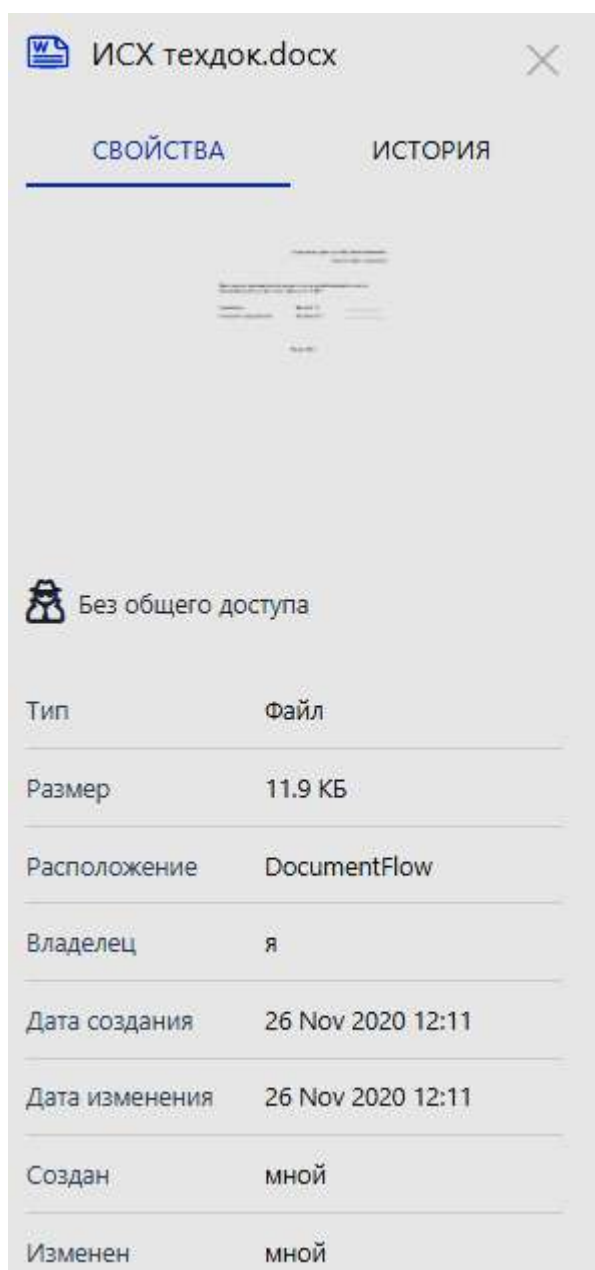 ИСХ техдок.docx
СВОЙСТВА ИСТОРИЯ
Без общего доступа
Тип Файл
Размер 11.9 КБ
Расположение DocumentFlow
Владелец я
Дата создания 26 Nov 2020 12:11
Дата изменения 26 Nov 2020 12:11
Создан мной
Изменен мной